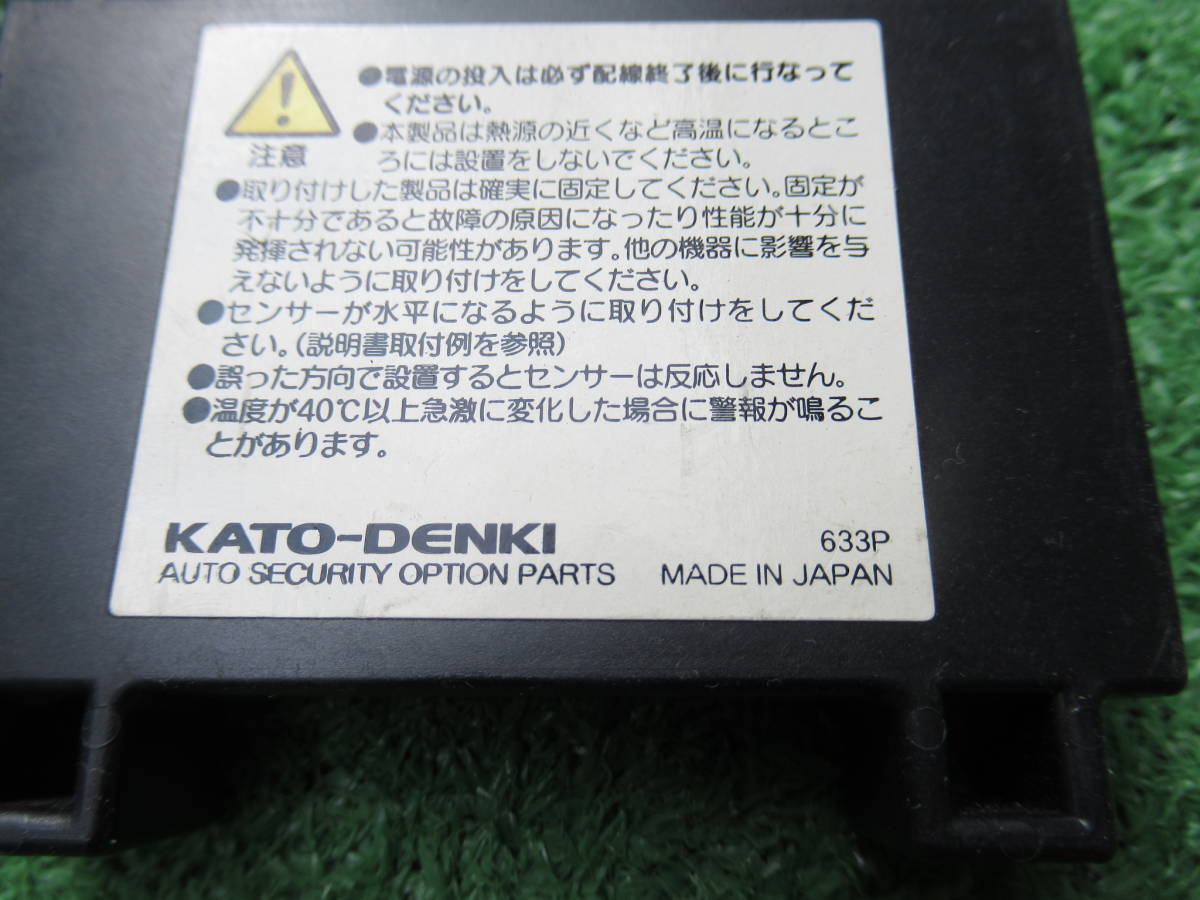 ●電源の投入は必ず配線終了後に行なって
ください。
注意
●本製品は熱源の近くなど高温になるとこ
ろには設置をしないでください。
●取り付けした製品は確実に固定してください。固定が
不十分であると故障の原因になったり性能が十分に
発揮されない可能性があります。他の機器に影響を与
えないように取り付けをしてください。
●センサーが水平になるように取り付けをしてくだ
さい。(説明書取付例を参照)
●誤った方向で設置するとセンサーは反応しません。
●温度が40℃以上急激に変化した場合に警報が鳴るこ
とがあります。
KATO-DENKI 633P
AUTO SECURITY OPTION PARTS MADE IN JAPAN